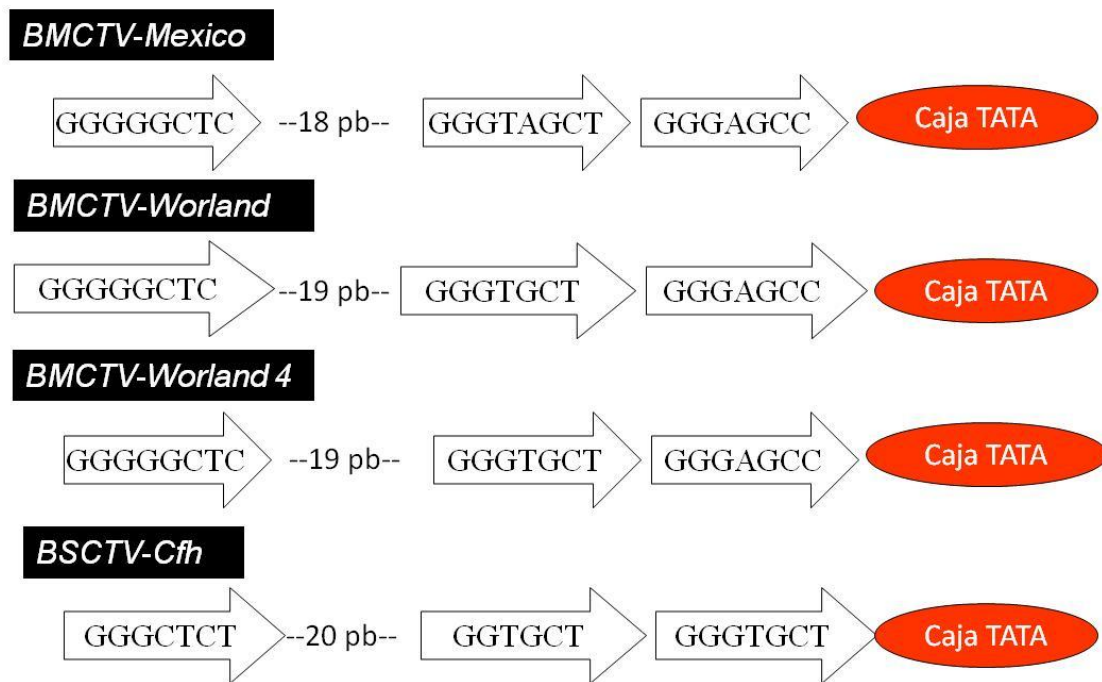 BMCTV-Mexico
GGGGGCTC --18 pb-- GGGTAGCT GGGAGCC Caja TATA
BMCTV-Worland
GGGGGCTC --19 pb-- GGGTGCT GGGAGCC Caja TATA
BMCTV-Worland 4
GGGGGCTC --19 pb-- GGGTGCT GGGAGCC Caja TATA
BSCTV-Cfh
GGGCTCT --20 pb-- GGTGCT GGGTGCT Caja TATA